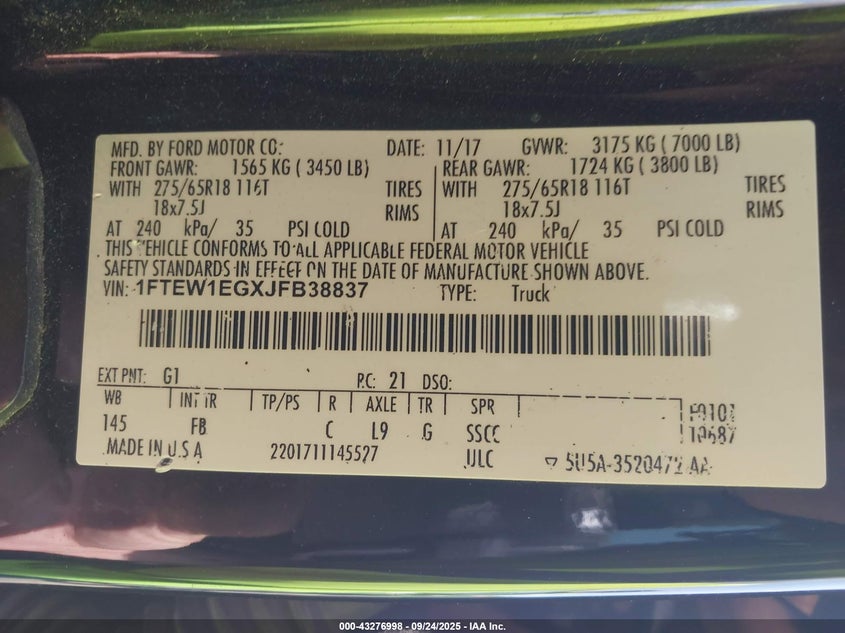 MFD. BY FORD MOTOR CO: DATE: 11/17 GVWR: 3175 KG ( 7000 LB)
FRONT GAWR: 1565 KG ( 3450 LB) REAR GAWR: 1724 KG ( 3800 LB)
WITH 275/65R18 116T TIRES WITH 275/65R18 116T TIRES
18x7.5J RIMS 18x7.5J RIMS
AT 240 kPa/ 35 PSI COLD AT 240 kPa/ 35 PSI COLD
THIS VEHICLE CONFORMS TO ALL APPLICABLE FEDERAL MOTOR VEHICLE
SAFETY STANDARDS IN EFFECT ON THE DATE OF MANUFACTURE SHOWN ABOVE.
VIN: 1FTEW1EGXJFB38837 TYPE: Truck
EXT PNT: G1 RC: 21 DSO:
WB INT TR TP/PS R AXLE TR SPR
145 FB C L9 G SSCC
MADE IN U.S A 2201711145527 ULC
000-43276998 - 09/24/2025 - IAA Inc.